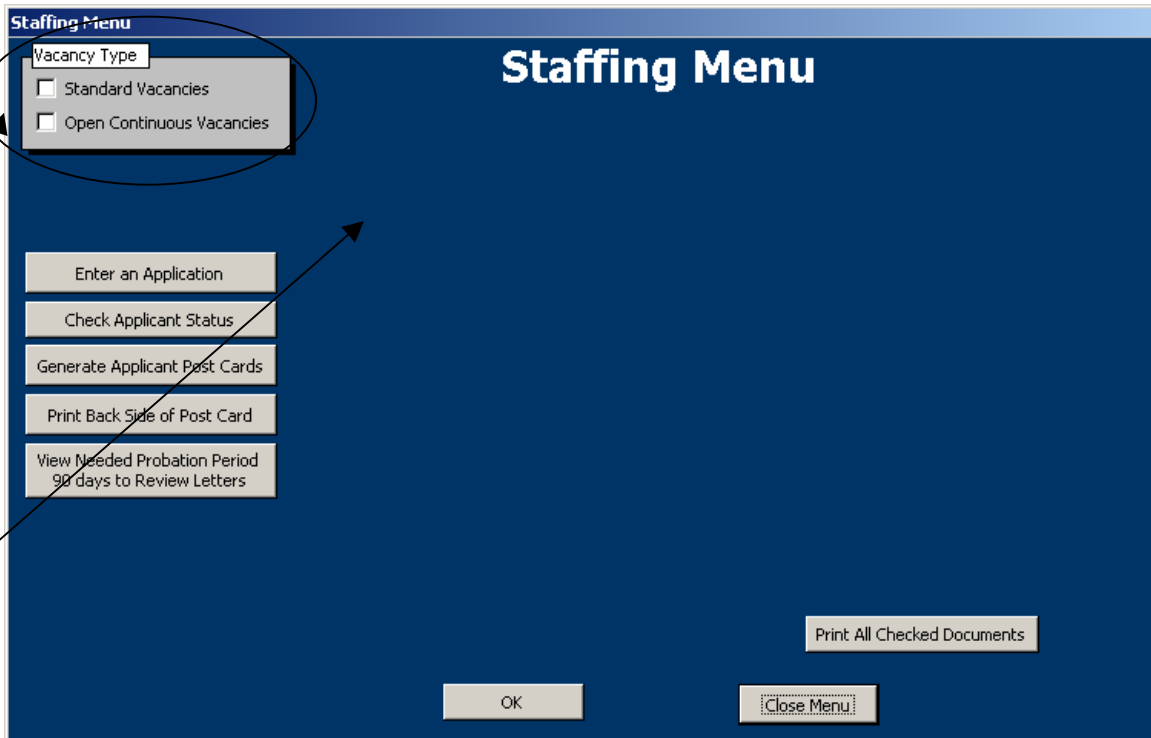 Staffing Menu
Vacancy Type
Staffing Menu
Standard Vacancies
Open Continuous Vacancies
Enter an Application
Check Applicant Status
Generate Applicant Post Cards
Print Back Side of Post Card
View Needed Probation Period
90 days to Review Letters
Print All Checked Documents
OK
Close Menu